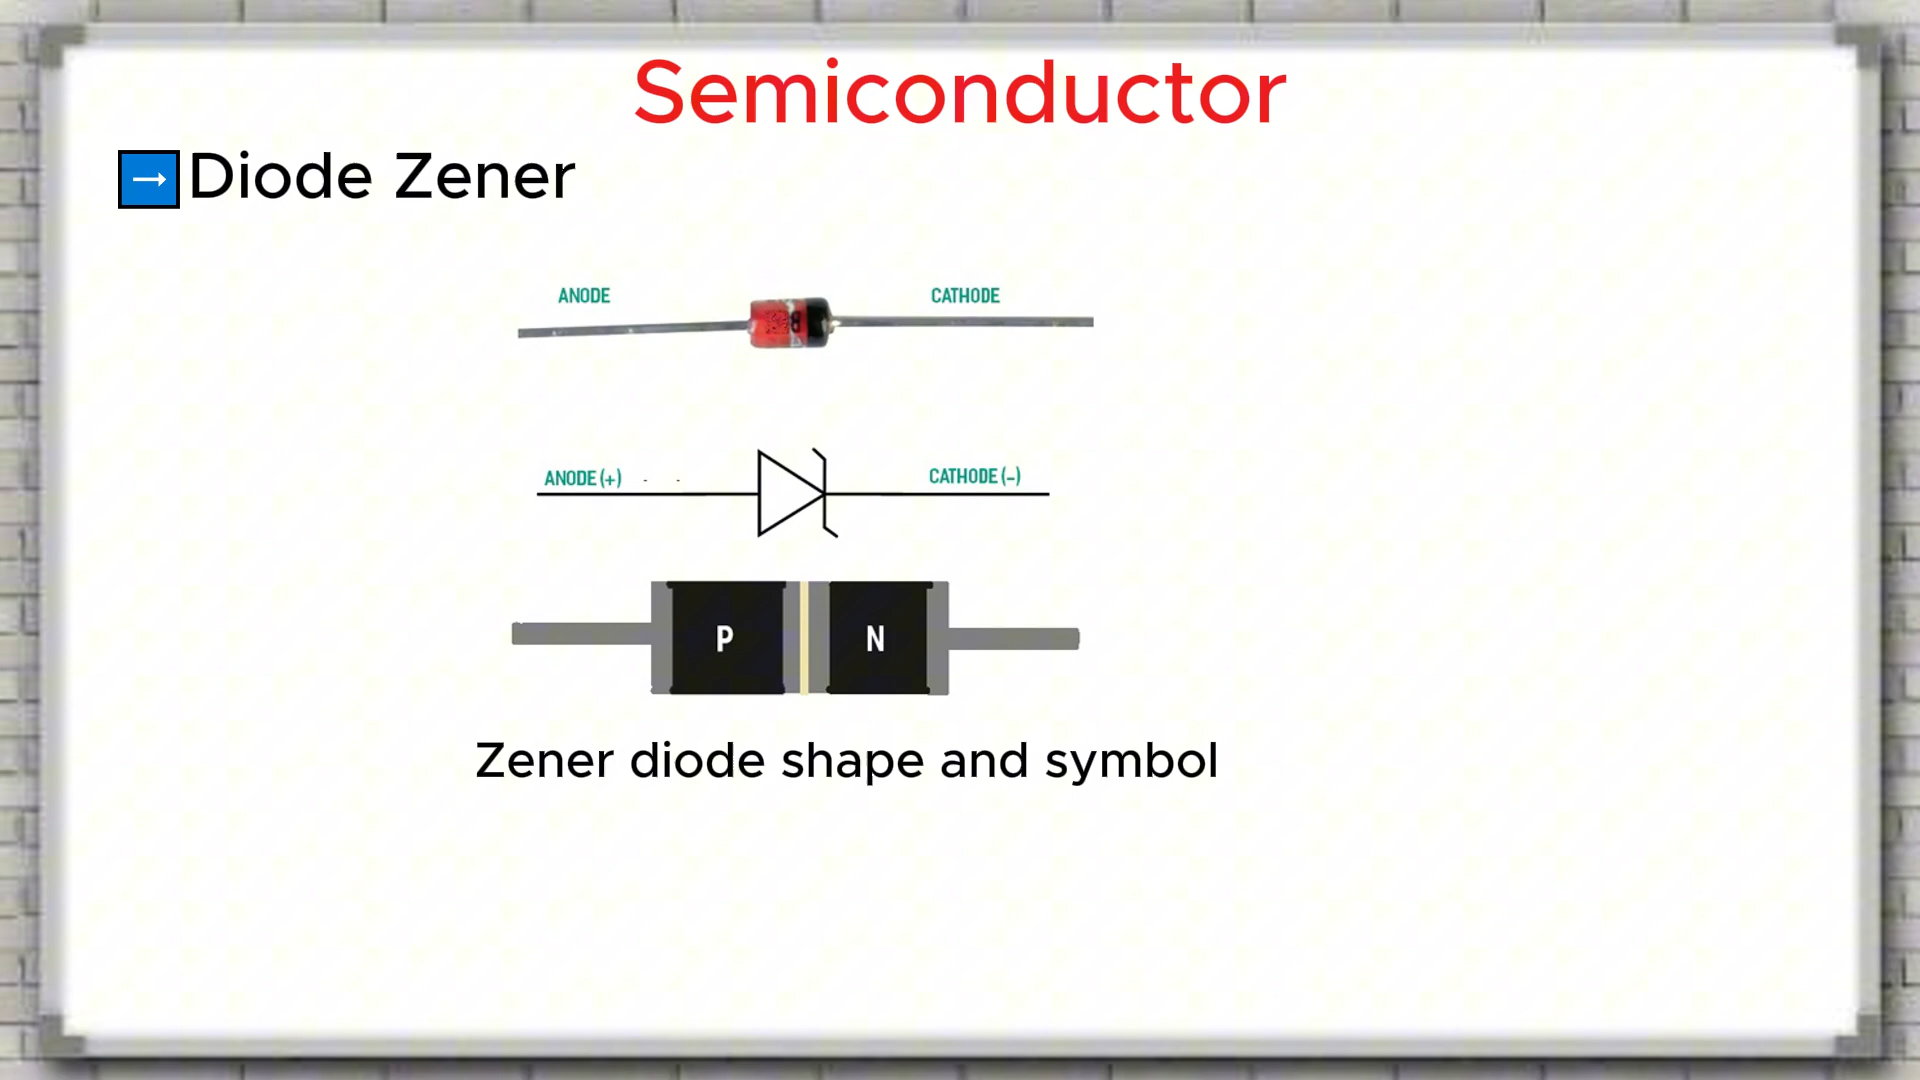 Semiconductor
→ Diode Zener
ANODE CATHODE
ANODE (+) CATHODE (-)
P N
Zener diode shape and symbol